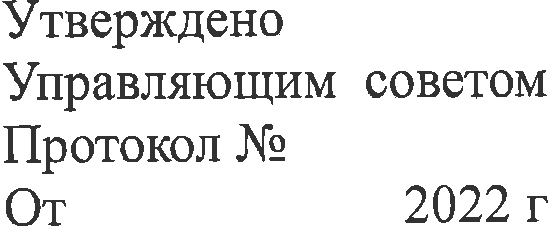 Утверждено
Управляющим советом
Протокол №
От 2022 г